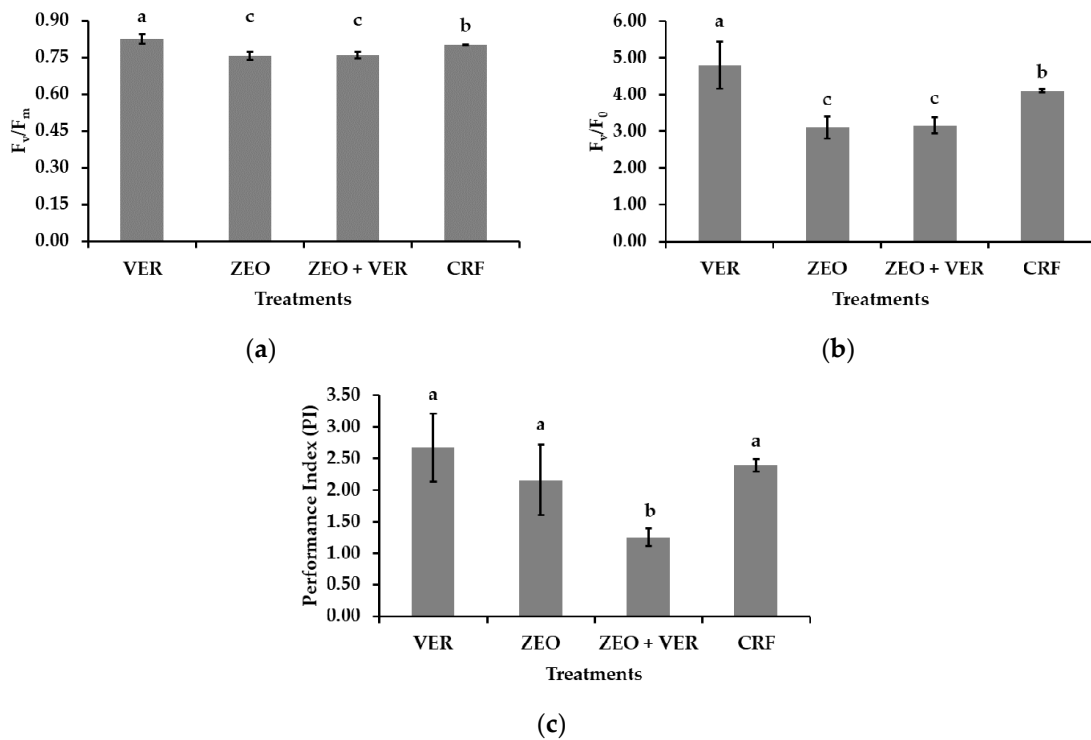 a c c b
0.90
0.75
0.60
0.45
0.30
0.15
0.00
Fv/Fm
VER ZEO ZEO + VER CRF
Treatments
(a)
a c c b
6.00
5.00
4.00
3.00
2.00
1.00
0.00
Fv/F0
VER ZEO ZEO + VER CRF
Treatments
(b)
a a b a
3.50
3.00
2.50
2.00
1.50
1.00
0.50
0.00
Performance Index (PI)
VER ZEO ZEO + VER CRF
Treatments
(c)